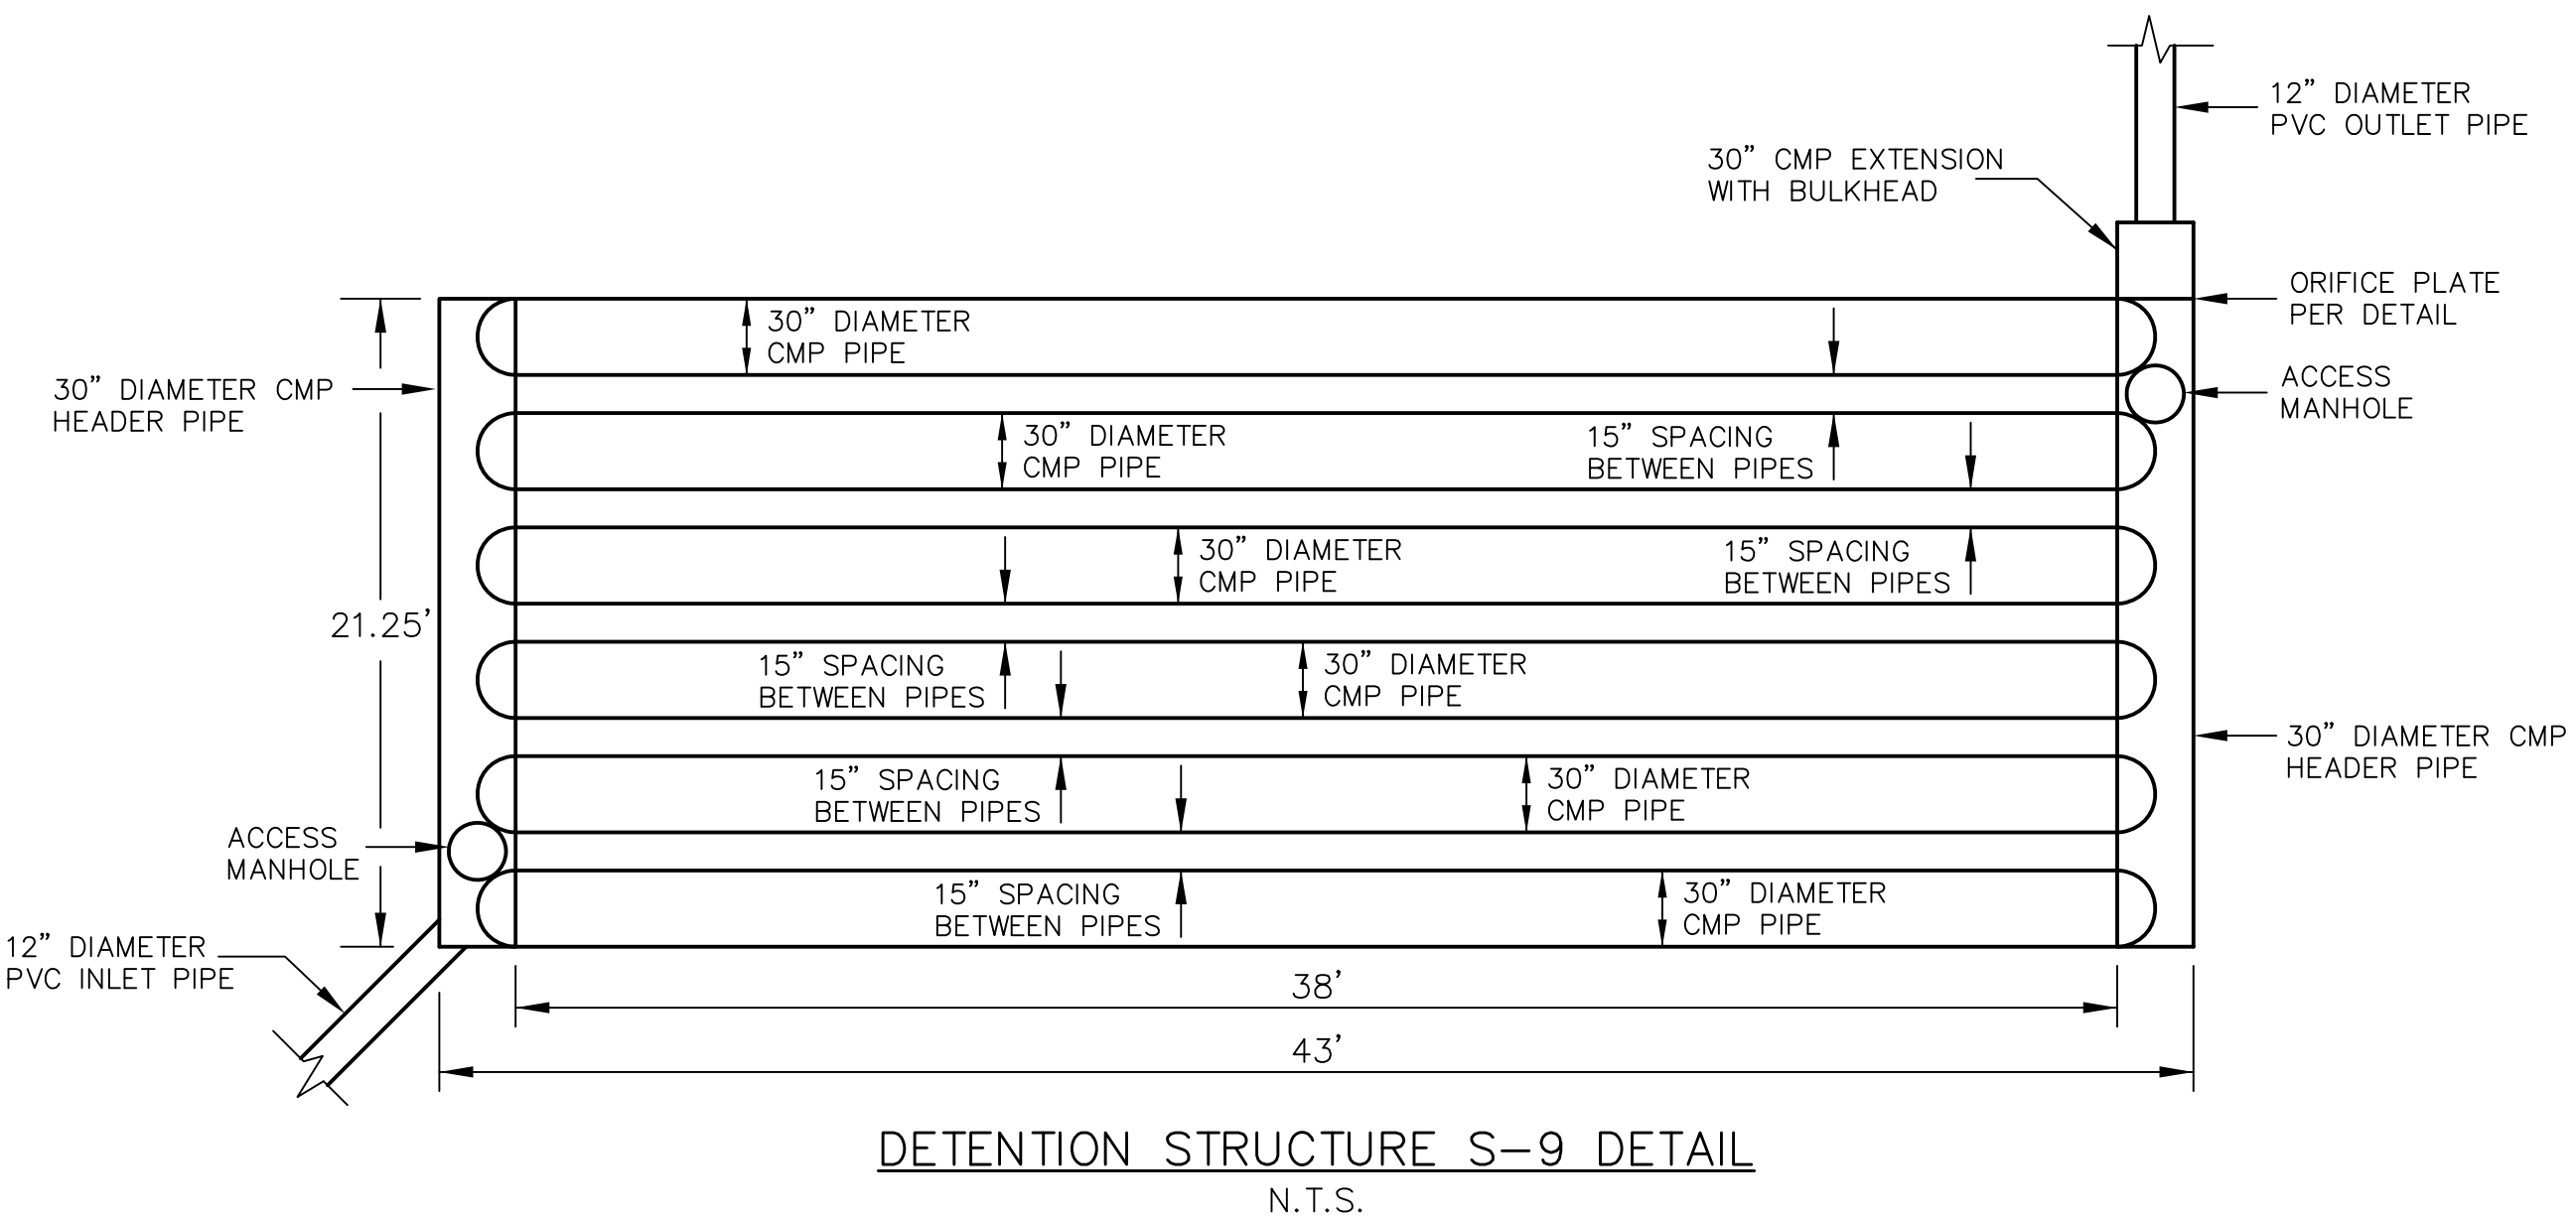 12” DIAMETER
PVC OUTLET PIPE
30” CMP EXTENSION
WITH BULKHEAD
ORIFICE PLATE
PER DETAIL
30” DIAMETER
CMP PIPE
30” DIAMETER CMP
HEADER PIPE
ACCESS
MANHOLE
30” DIAMETER
CMP PIPE
15” SPACING
BETWEEN PIPES
30” DIAMETER
CMP PIPE
15” SPACING
BETWEEN PIPES
21.25’
15” SPACING
BETWEEN PIPES
30” DIAMETER
CMP PIPE
30” DIAMETER CMP
HEADER PIPE
15” SPACING
BETWEEN PIPES
30” DIAMETER
CMP PIPE
ACCESS
MANHOLE
15” SPACING
BETWEEN PIPES
30” DIAMETER
CMP PIPE
12” DIAMETER
PVC INLET PIPE
38’
43’
DETENTION STRUCTURE S-9 DETAIL
N.T.S.